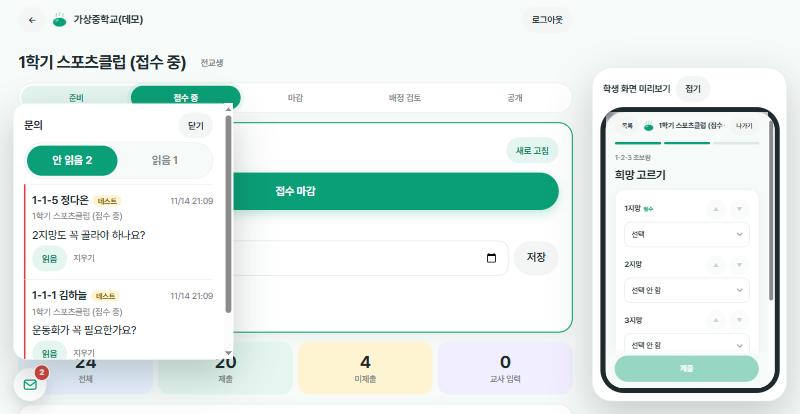 가상중학교(데모)
로그아웃
1학기 스포츠클럽 (접수 중)
전교생
준비
접수 중
마감
배정 검토
공개
새로 고침
접수 마감
저장
문의
닫기
안 읽음 2
읽음 1
1-1-5 정다온 테스트
11/14 21:09
1학기 스포츠클럽 (접수 중)
2지망도 꼭 골라야 하나요?
읽음
지우기
1-1-1 김하늘 테스트
11/14 21:09
1학기 스포츠클럽 (접수 중)
운동화가 꼭 필요한가요?
읽음
지우기
24
전체
20
제출
4
미제출
0
교사 입력
2
학생 화면 미리보기
접기
목록
1학기 스포츠클럽 (접수
나가기
1-2-3 조보람
희망 고르기
1지망 필수
선택
2지망
선택 안 함
3지망
선택 안 함
제출